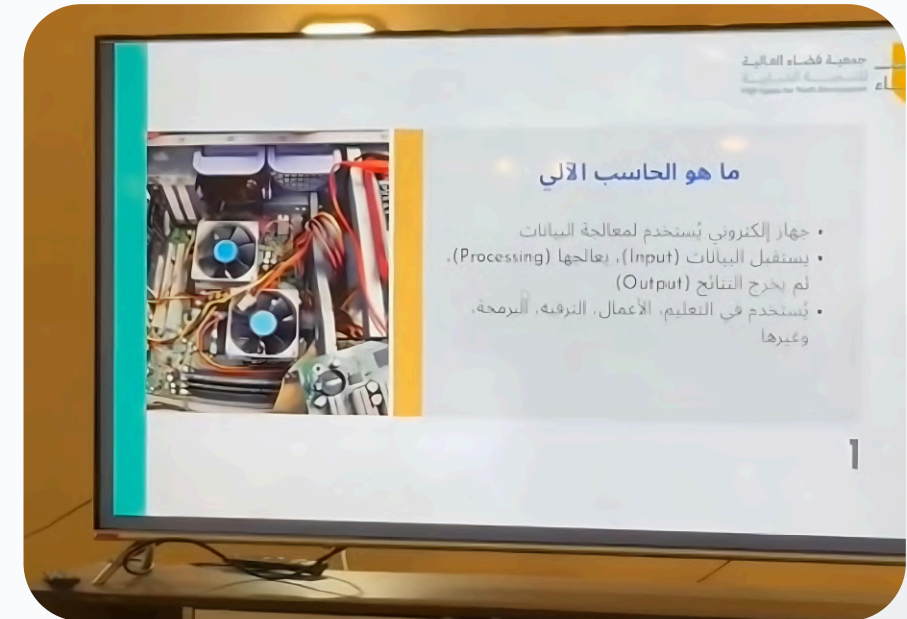 جمعية فضاء العالية
ـاء
ما هو الحاسب الآلي
• جهاز إلكتروني يُستخدم لمعالجة البيانات
• يستقبل البيانات (Input)، يعالجها (Processing)،
ثم يخرج النتائج (Output)
• يُستخدم في التعليم، الأعمال، الترفيه، البرمجة،
وغيرها
1